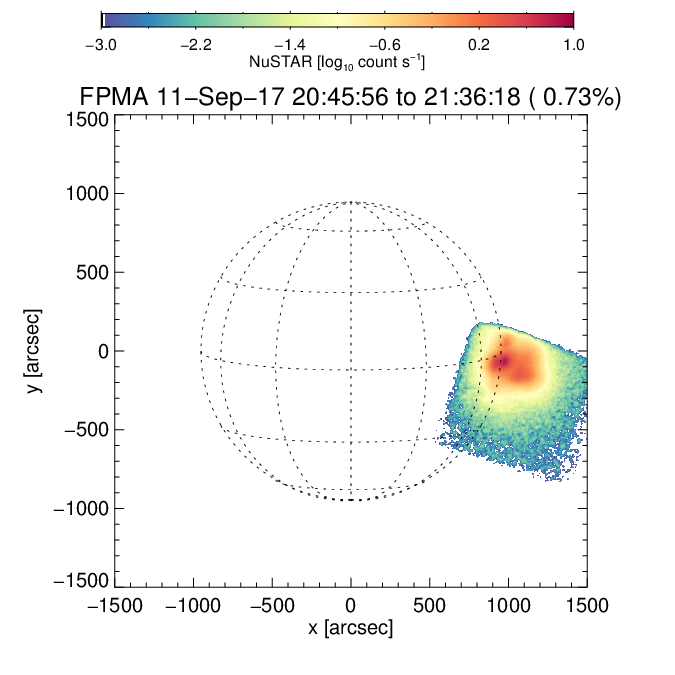 −3.0 −2.2 −1.4 −0.6 0.2 1.0
NuSTAR [log₁₀ count s⁻¹]
FPMA 11−Sep−17 20:45:56 to 21:36:18 ( 0.73%)
1500
1000
500
0
−500
−1000
−1500
y [arcsec]
−1500 −1000 −500 0 500 1000 1500
x [arcsec]